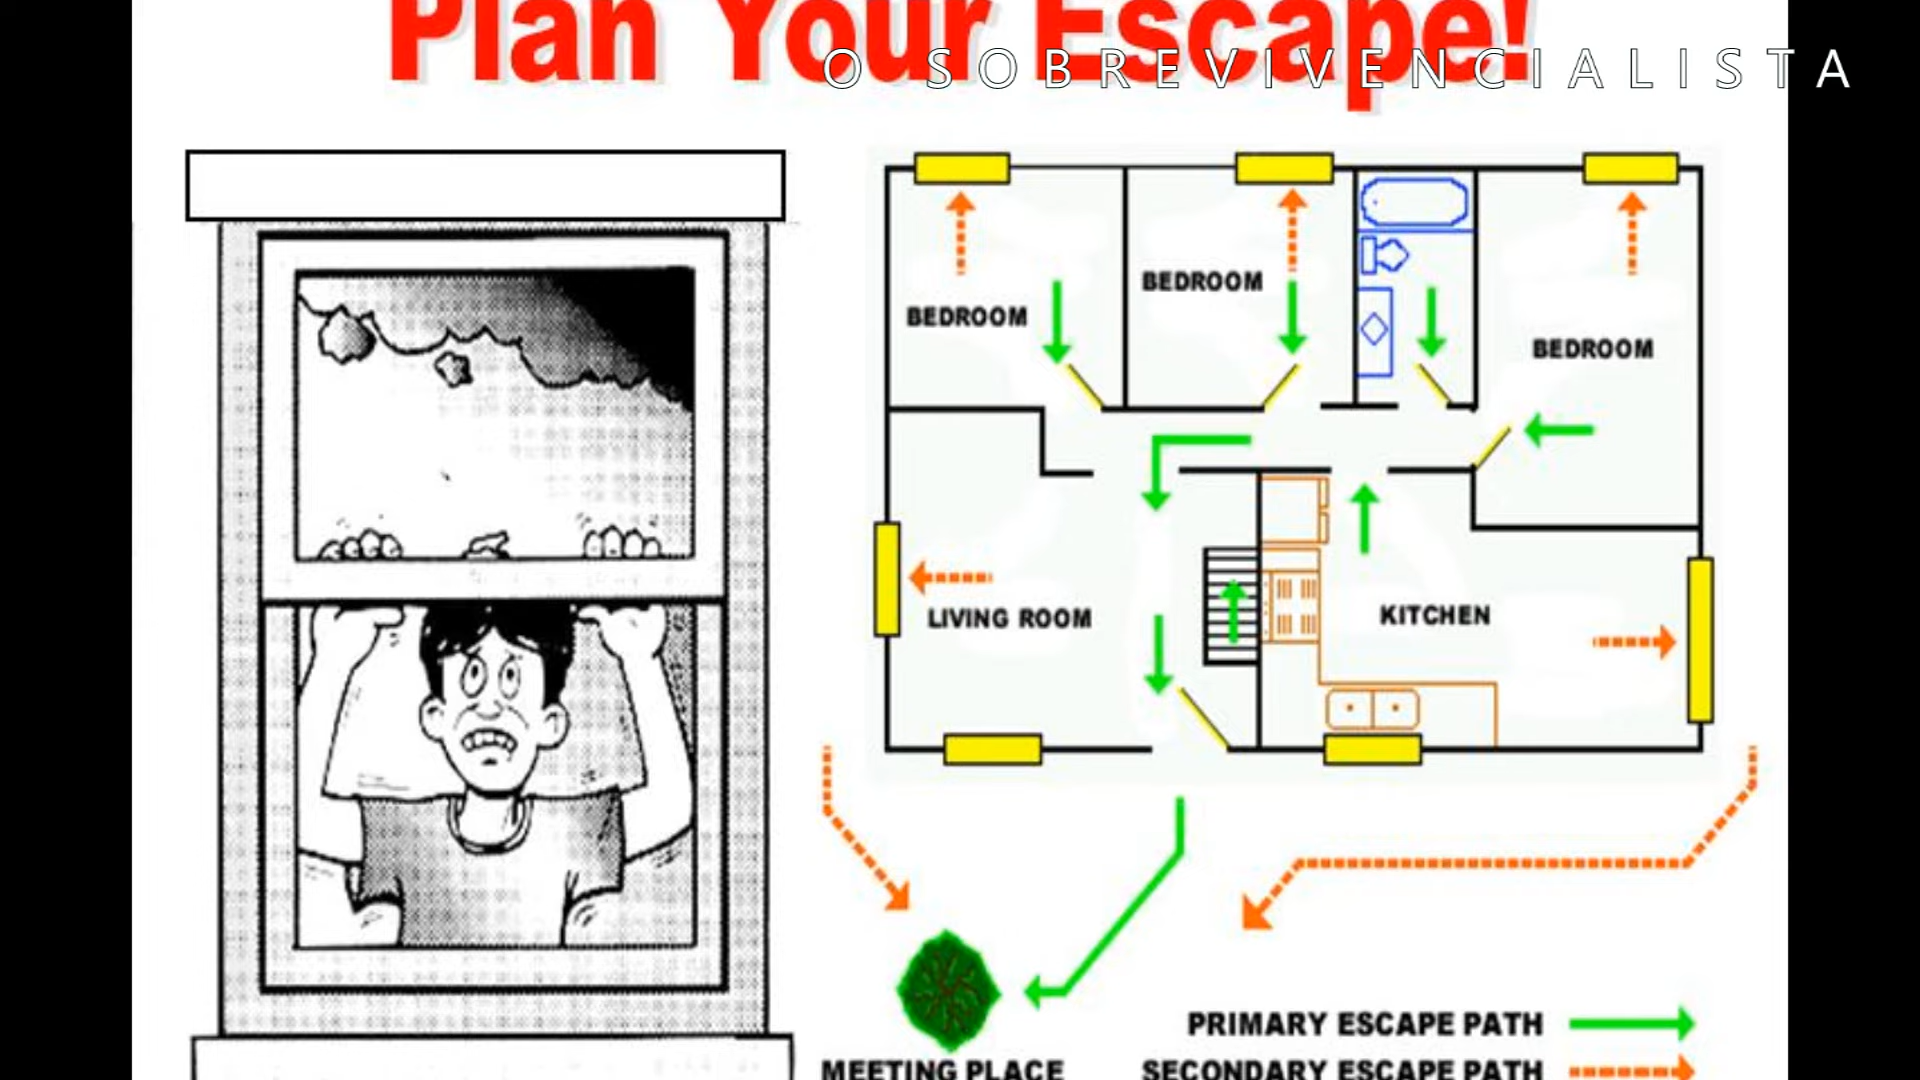 Plan Your Escape!
O SOBREVIVENCIALISTA
BEDROOM
BEDROOM
BEDROOM
LIVING ROOM
KITCHEN
PRIMARY ESCAPE PATH
MEETING PLACE
SECONDARY ESCAPE PATH